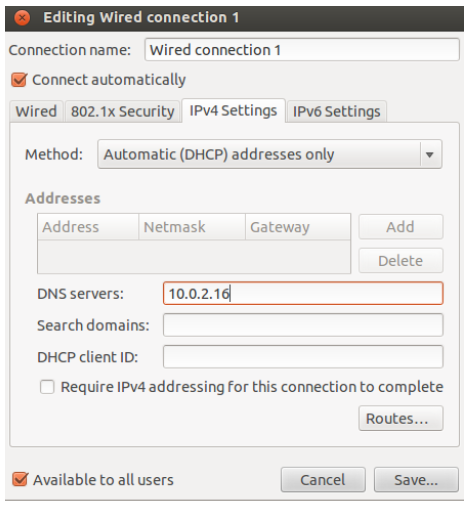 Editing Wired connection 1
Connection name: Wired connection 1
Connect automatically
Wired 802.1x Security IPv4 Settings IPv6 Settings
Method: Automatic (DHCP) addresses only
Addresses
Address Netmask Gateway Add
Delete
DNS servers: 10.0.2.16
Search domains:
DHCP client ID:
Require IPv4 addressing for this connection to complete
Routes...
Available to all users Cancel Save...